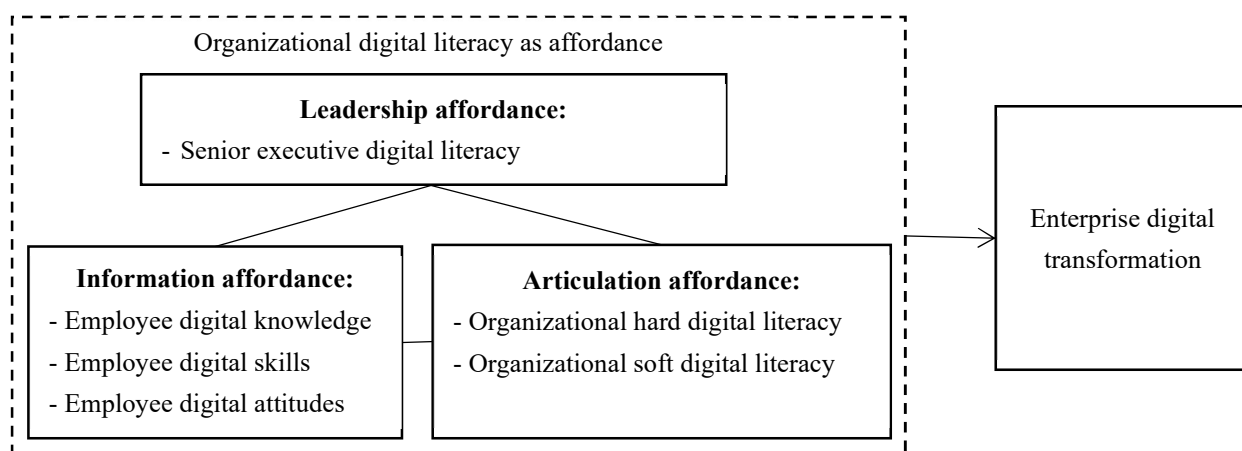 Organizational digital literacy as affordance
Leadership affordance:
- Senior executive digital literacy
Information affordance:
- Employee digital knowledge
- Employee digital skills
- Employee digital attitudes
Articulation affordance:
- Organizational hard digital literacy
- Organizational soft digital literacy
Enterprise digital
transformation